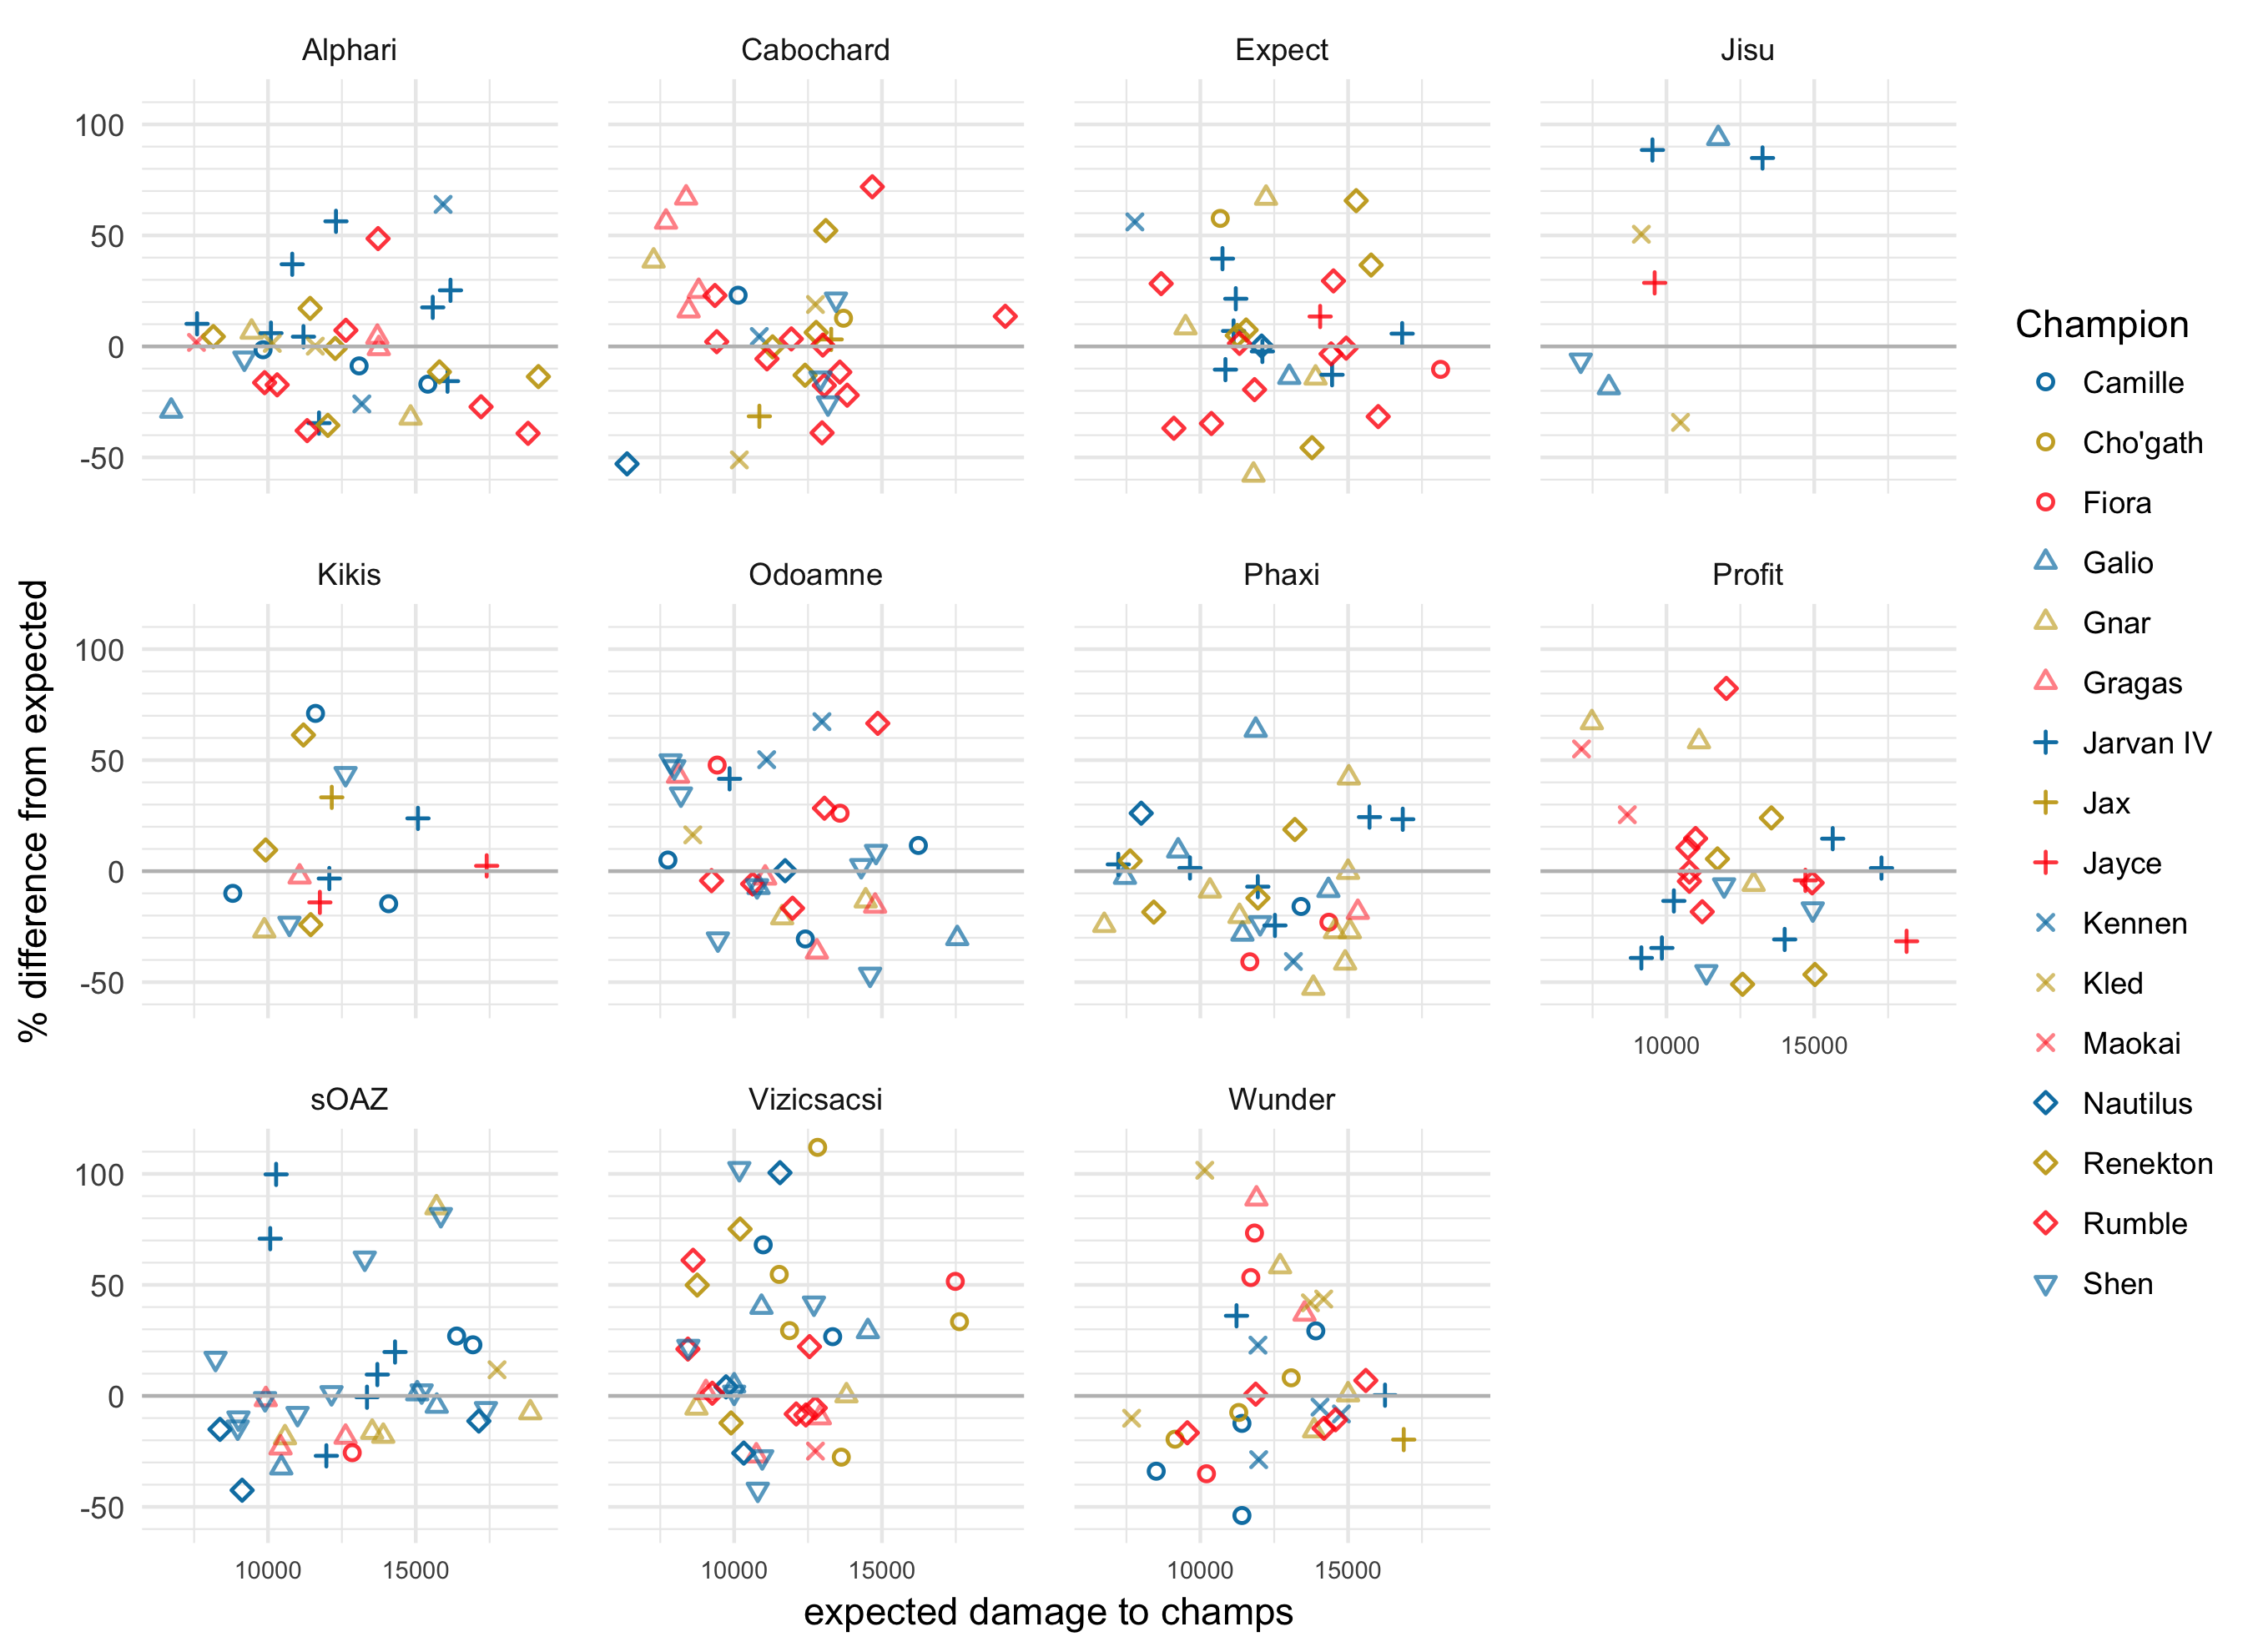 Alphari
Cabochard
Expect
Jisu
100
50
0
-50
Kikis
Odoamne
Phaxi
Profit
100
50
0
-50
10000 15000
sOAZ
Vizicsacsi
Wunder
100
50
0
-50
10000 15000
10000 15000
10000 15000
expected damage to champs
% difference from expected
Champion
Camille
Cho'gath
Fiora
Galio
Gnar
Gragas
Jarvan IV
Jax
Jayce
Kennen
Kled
Maokai
Nautilus
Renekton
Rumble
Shen